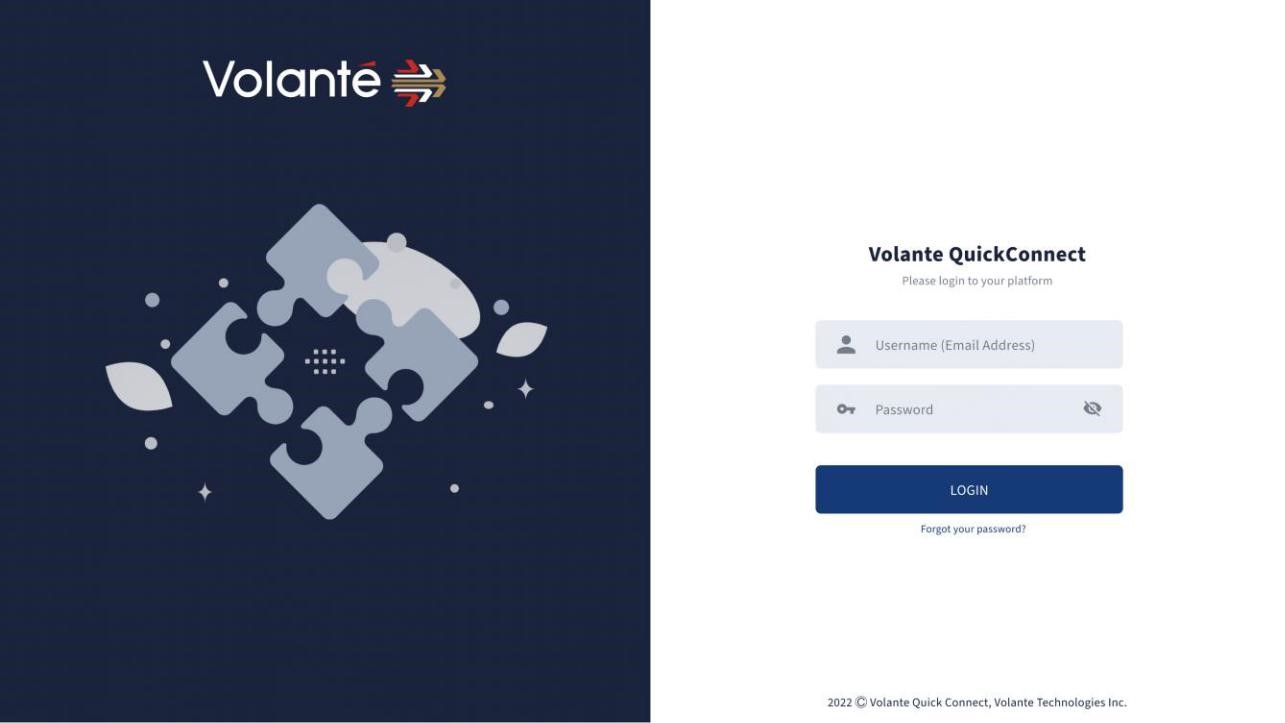 Volanté
Volante QuickConnect
Please login to your platform
Username (Email Address)
Password
LOGIN
Forgot your password?
2022 © Volante Quick Connect, Volante Technologies Inc.